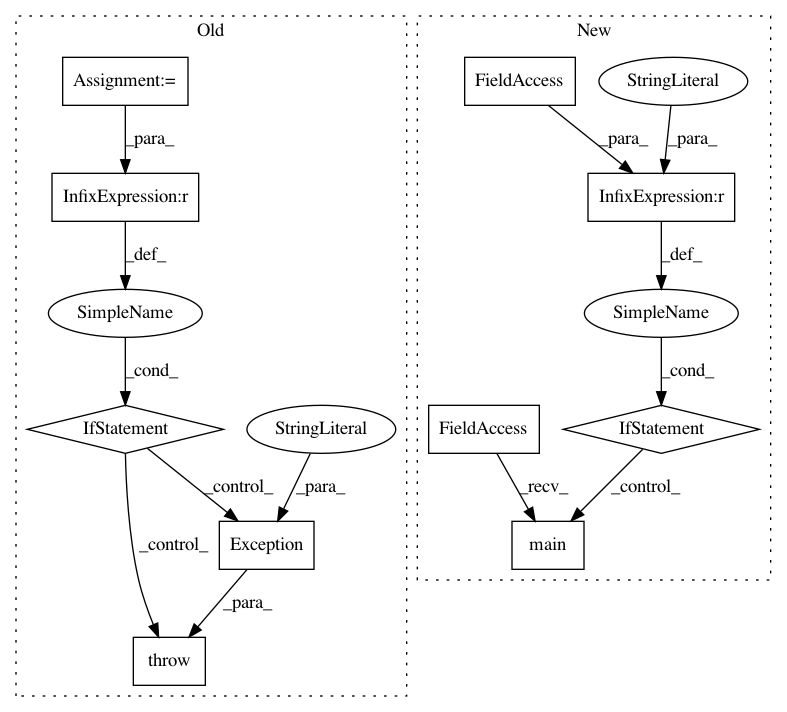 Old
New
Assignment:=
FieldAccess
StringLiteral
_para_
_para_
_para_
InfixExpression:r
InfixExpression:r
_def_
_def_
SimpleName
SimpleName
_cond_
_cond_
IfStatement
StringLiteral
FieldAccess
IfStatement
_control_
_para_
_recv_
_control_
_control_
Exception
main
_para_
throw